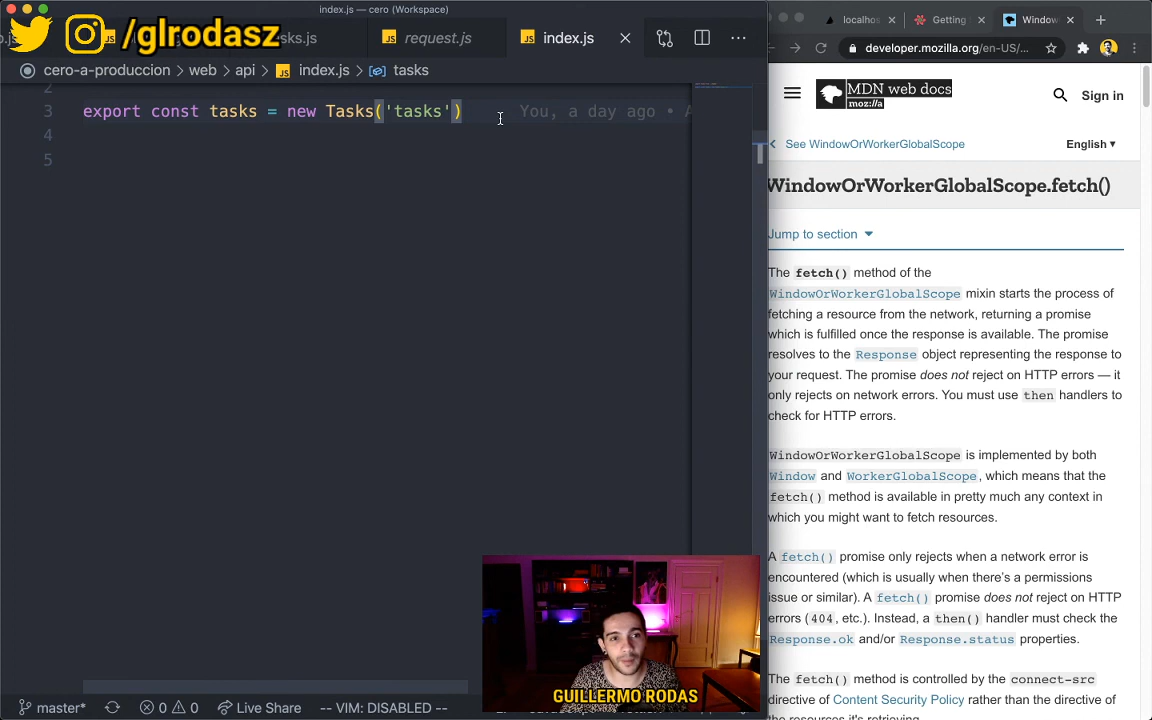 index.js — cero (Workspace)
/glrodasz
request.js
index.js
cero-a-produccion > web > api > index.js > tasks
2
3 export const tasks = new Tasks('tasks') You, a day ago •
4
5
master*
0 0
Live Share
-- VIM: DISABLED --
GUILLERMO RODAS
localhos
Getting
Window
developer.mozilla.org/en-US/...
MDN web docs
moz://a
Sign in
See WindowOrWorkerGlobalScope
English ▾
WindowOrWorkerGlobalScope.fetch()
Jump to section
The fetch() method of the
WindowOrWorkerGlobalScope mixin starts the process of
fetching a resource from the network, returning a promise
which is fulfilled once the response is available. The promise
resolves to the Response object representing the response to
your request. The promise does not reject on HTTP errors — it
only rejects on network errors. You must use then handlers to
check for HTTP errors.
WindowOrWorkerGlobalScope is implemented by both
Window and WorkerGlobalScope, which means that the
fetch() method is available in pretty much any context in
which you might want to fetch resources.
A fetch() promise only rejects when a network error is
encountered (which is usually when there's a permissions
issue or similar). A fetch() promise does not reject on HTTP
errors (404, etc.). Instead, a then() handler must check the
Response.ok and/or Response.status properties.
The fetch() method is controlled by the connect-src
directive of Content Security Policy rather than the directive of
the resources it's retrieving.